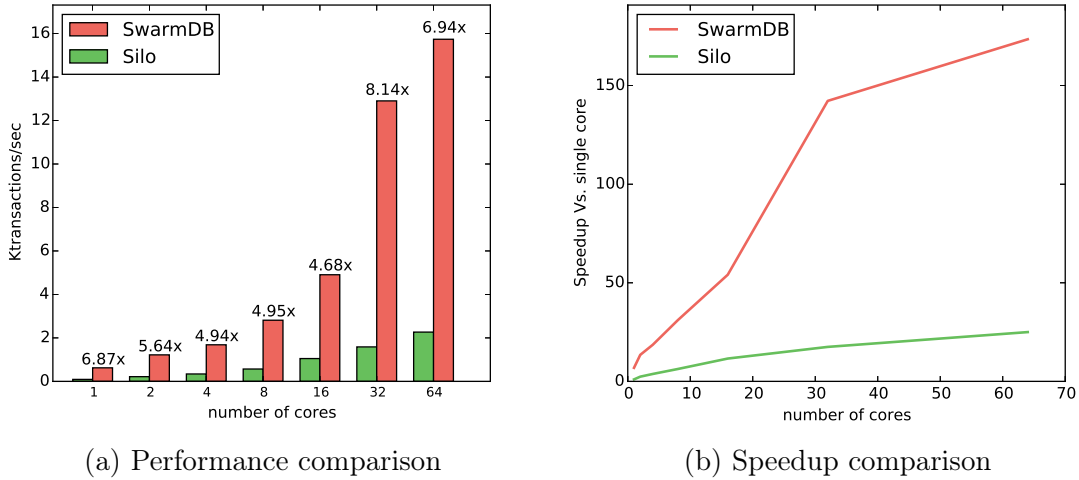 SwarmDB
Silo
16
14
12
10
8
6
4
2
0
Ktransactions/sec
6.87x
5.64x
4.94x
4.95x
4.68x
8.14x
6.94x
1 2 4 8 16 32 64
number of cores
(a) Performance comparison
SwarmDB
Silo
150
100
50
0
Speedup Vs. single core
0 10 20 30 40 50 60 70
number of cores
(b) Speedup comparison